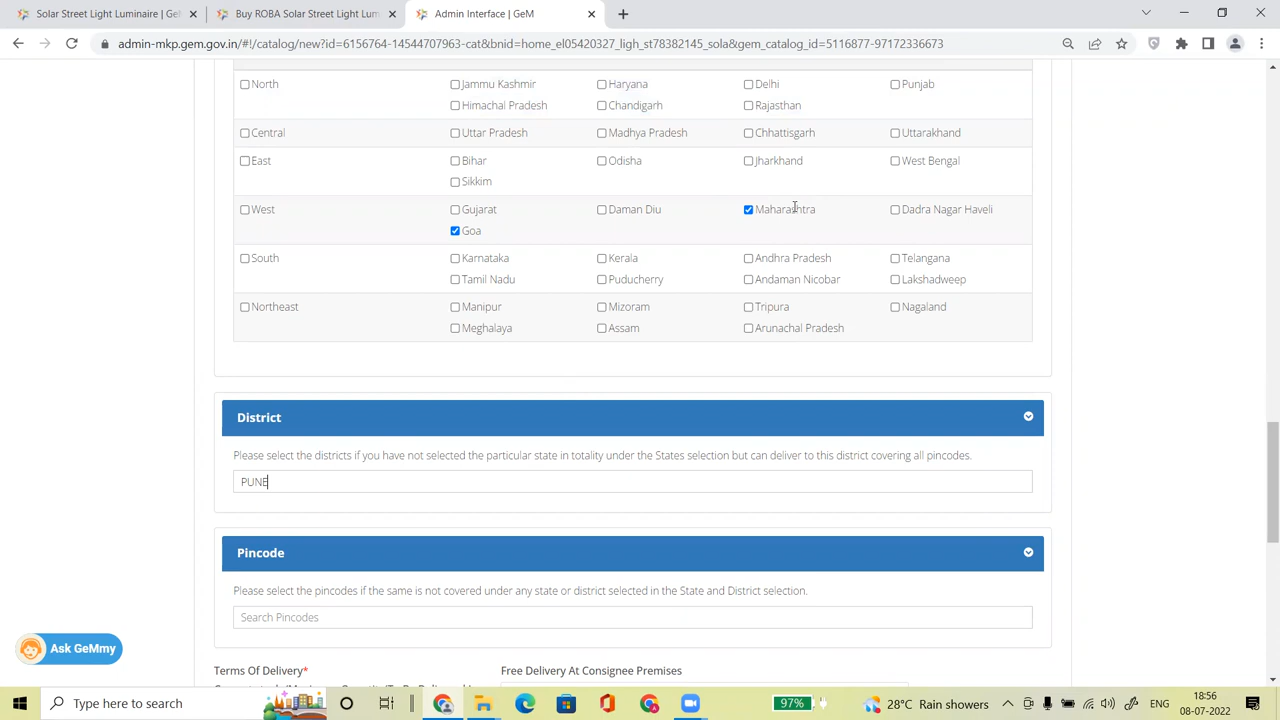 Solar Street Light Luminaire | Ge
Buy ROBA Solar Street Light Lum
Admin Interface | GeM
admin-mkp.gem.gov.in/#!/catalog/new?id=6156764-14544707963-cat&bnid=home_el05420327_ligh_st78382145_sola&gem_catalog_id=5116877-97172336673
North Jammu Kashmir Haryana Delhi Punjab
Himachal Pradesh Chandigarh Rajasthan
Central Uttar Pradesh Madhya Pradesh Chhattisgarh Uttarakhand
East Bihar Odisha Jharkhand West Bengal
Sikkim
West Gujarat Daman Diu Maharashtra Dadra Nagar Haveli
Goa
South Karnataka Kerala Andhra Pradesh Telangana
Tamil Nadu Puducherry Andaman Nicobar Lakshadweep
Northeast Manipur Mizoram Tripura Nagaland
Meghalaya Assam Arunachal Pradesh
District
Please select the districts if you have not selected the particular state in totality under the States selection but can deliver to this district covering all pincodes.
PUNE
Pincode
Please select the pincodes if the same is not covered under any state or district selected in the State and District selection.
Search Pincodes
Ask GeMmy
Terms Of Delivery* Free Delivery At Consignee Premises
Type here to search
97% 28°C Rain showers ENG 18:56
08-07-2022